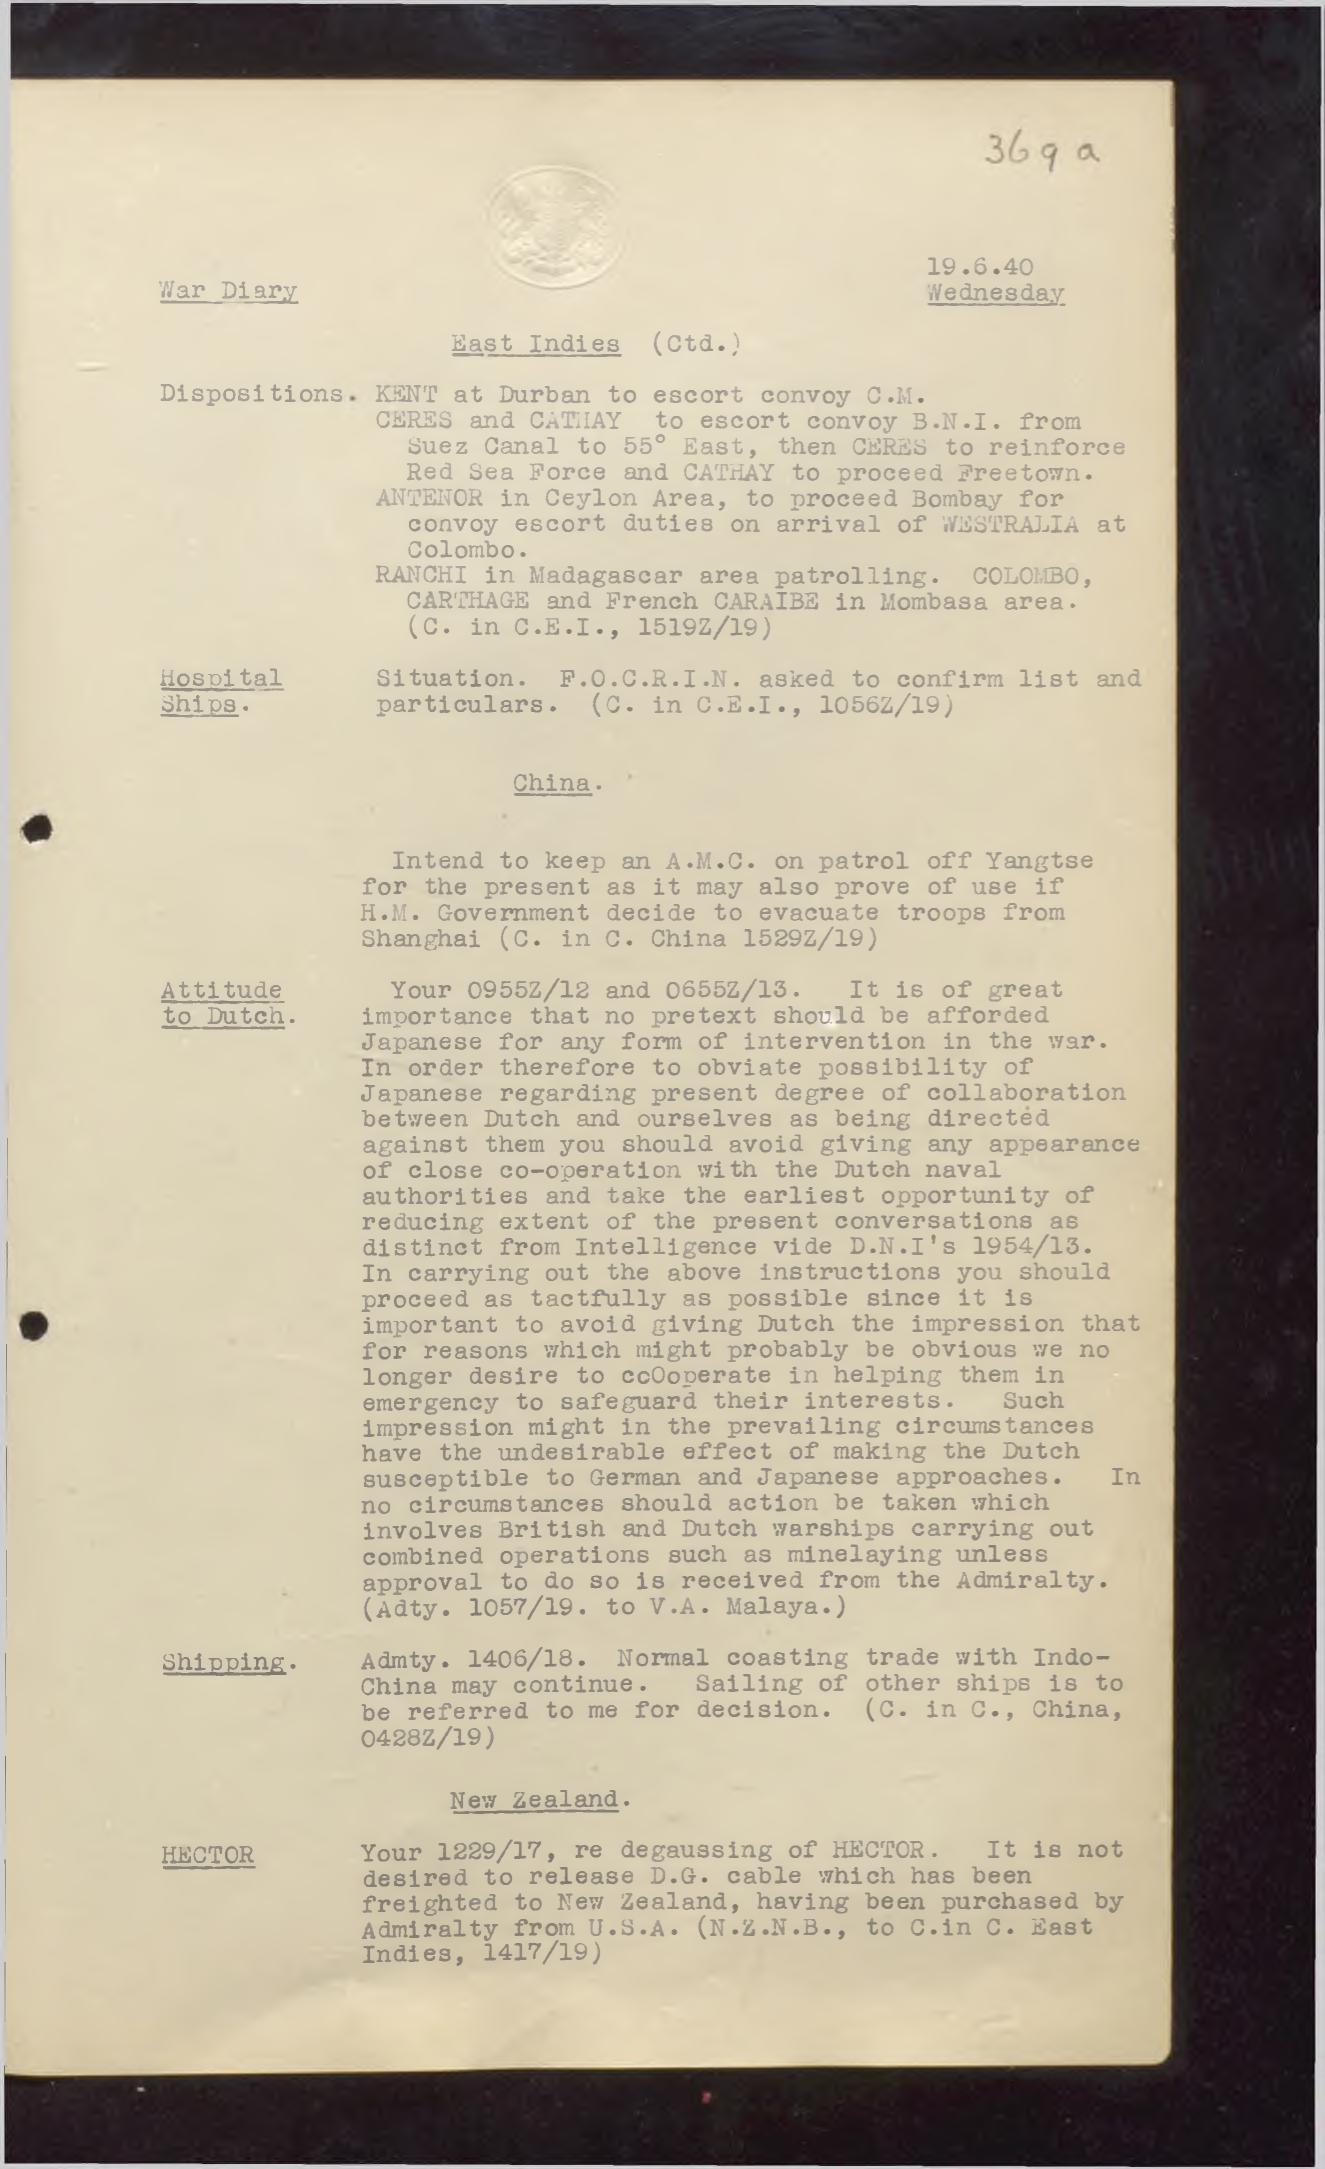 369 a
19.6.40
War Diary
Wednesday
East Indies (Ctd.)
Dispositions. KENT at Durban to escort convoy C.M.
CERES and CATHAY to escort convoy B.N.I. from
Suez Canal to 55° East, then CERES to reinforce
Red Sea Force and CATHAY to proceed Freetown.
ANTENOR in Ceylon Area, to proceed Bombay for
convoy escort duties on arrival of WESTRALIA at
Colombo.
RANCHI in Madagascar area patrolling. COLOMBO,
CARTHAGE and French CARAIBE in Mombasa area.
(C. in C.E.I., 1519Z/19)
Hospital Situation. F.O.C.R.I.N. asked to confirm list and
Ships. particulars. (C. in C.E.I., 1056Z/19)
China.
Intend to keep an A.M.C. on patrol off Yangtse
for the present as it may also prove of use if
H.M. Government decide to evacuate troops from
Shanghai (C. in C. China 1529Z/19)
Attitude Your 0955Z/12 and 0655Z/13. It is of great
to Dutch. importance that no pretext should be afforded
Japanese for any form of intervention in the war.
In order therefore to obviate possibility of
Japanese regarding present degree of collaboration
between Dutch and ourselves as being directed
against them you should avoid giving any appearance
of close co-operation with the Dutch naval
authorities and take the earliest opportunity of
reducing extent of the present conversations as
distinct from Intelligence vide D.N.I's 1954/13.
In carrying out the above instructions you should
proceed as tactfully as possible since it is
important to avoid giving Dutch the impression that
for reasons which might probably be obvious we no
longer desire to ccOoperate in helping them in
emergency to safeguard their interests. Such
impression might in the prevailing circumstances
have the undesirable effect of making the Dutch
susceptible to German and Japanese approaches. In
no circumstances should action be taken which
involves British and Dutch warships carrying out
combined operations such as minelaying unless
approval to do so is received from the Admiralty.
(Adty. 1057/19. to V.A. Malaya.)
Shipping. Admty. 1406/18. Normal coasting trade with Indo-
China may continue. Sailing of other ships is to
be referred to me for decision. (C. in C., China,
0428Z/19)
New Zealand.
HECTOR Your 1229/17, re degaussing of HECTOR. It is not
desired to release D.G. cable which has been
freighted to New Zealand, having been purchased by
Admiralty from U.S.A. (N.Z.N.B., to C.in C. East
Indies, 1417/19)